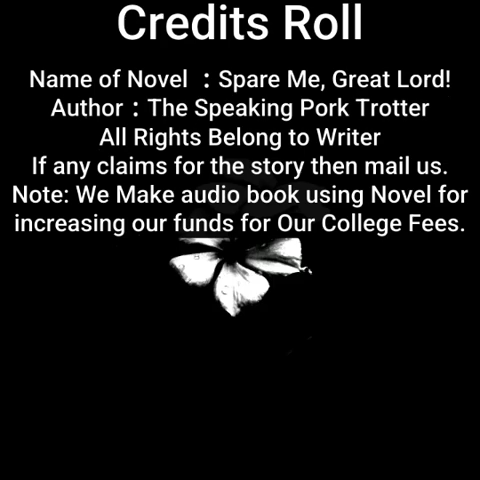 Credits Roll
Name of Novel : Spare Me, Great Lord!
Author : The Speaking Pork Trotter
All Rights Belong to Writer
If any claims for the story then mail us.
Note: We Make audio book using Novel for
increasing our funds for Our College Fees.